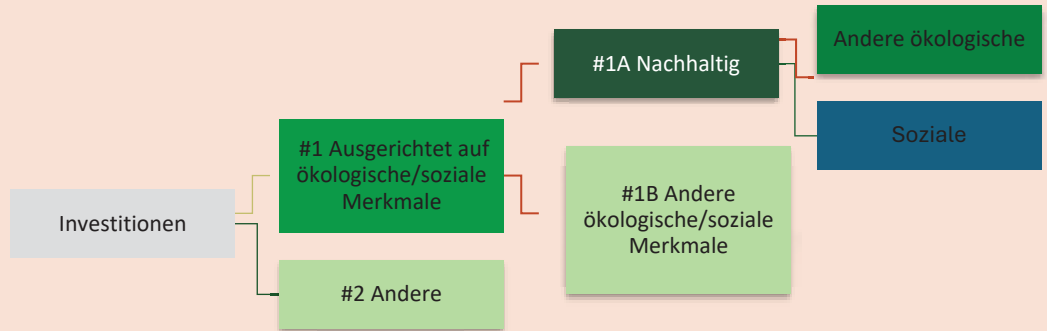 Investitionen
#1 Ausgerichtet auf
ökologische/soziale
Merkmale
#2 Andere
#1A Nachhaltig
#1B Andere
ökologische/soziale
Merkmale
Andere ökologische
Soziale